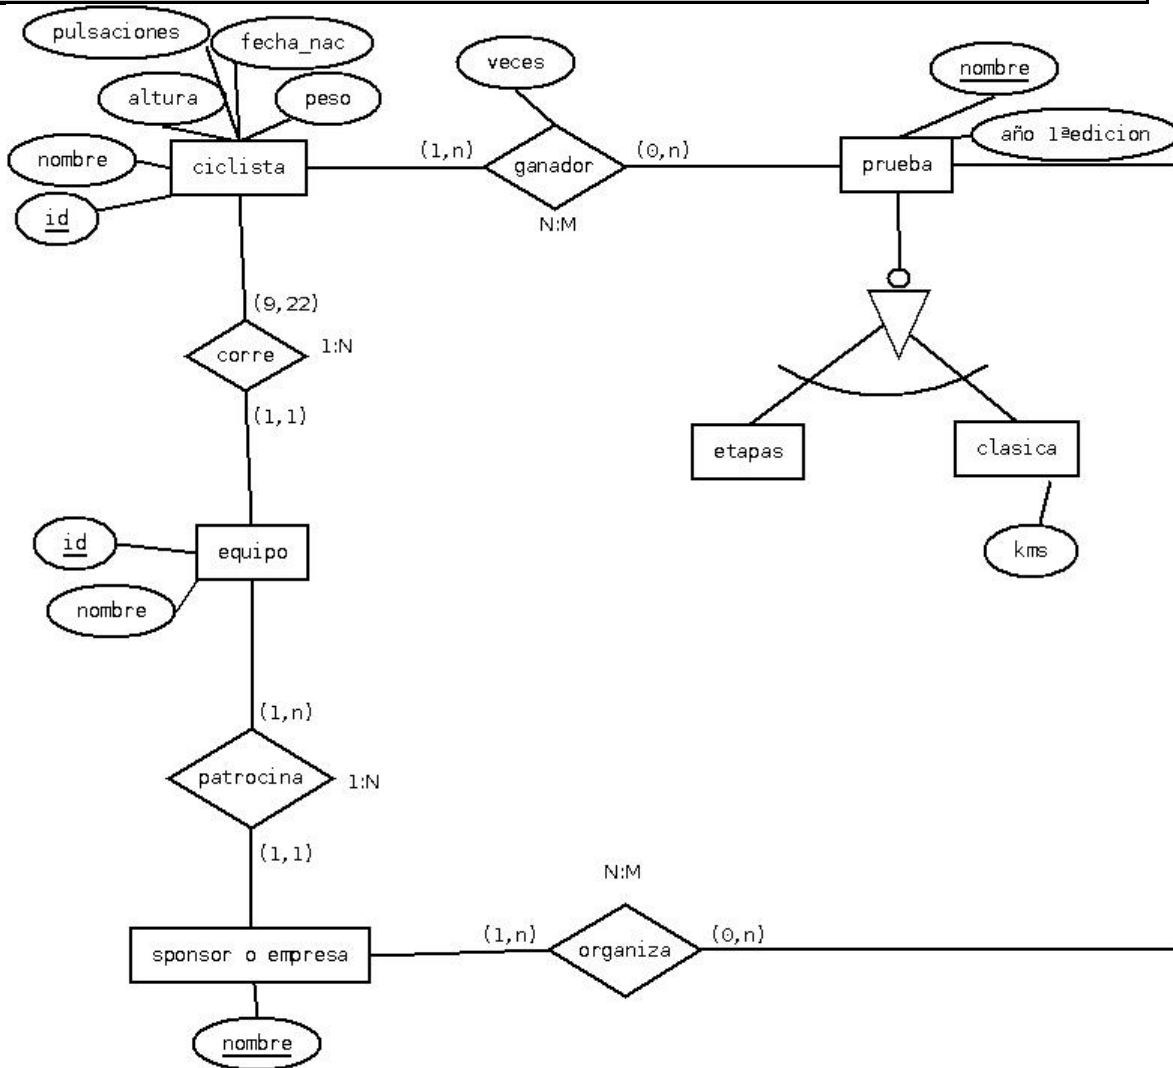 pulsaciones
fecha_nac
veces
nombre
altura
peso
año 1ªedicion
nombre
ciclista
(1,n)
ganador
(0,n)
prueba
id
N:M
(9,22)
corre
1:N
(1,1)
etapas
clasica
id
equipo
kms
nombre
(1,n)
patrocina
1:N
(1,1)
N:M
sponsor o empresa
(1,n)
organiza
(0,n)
nombre